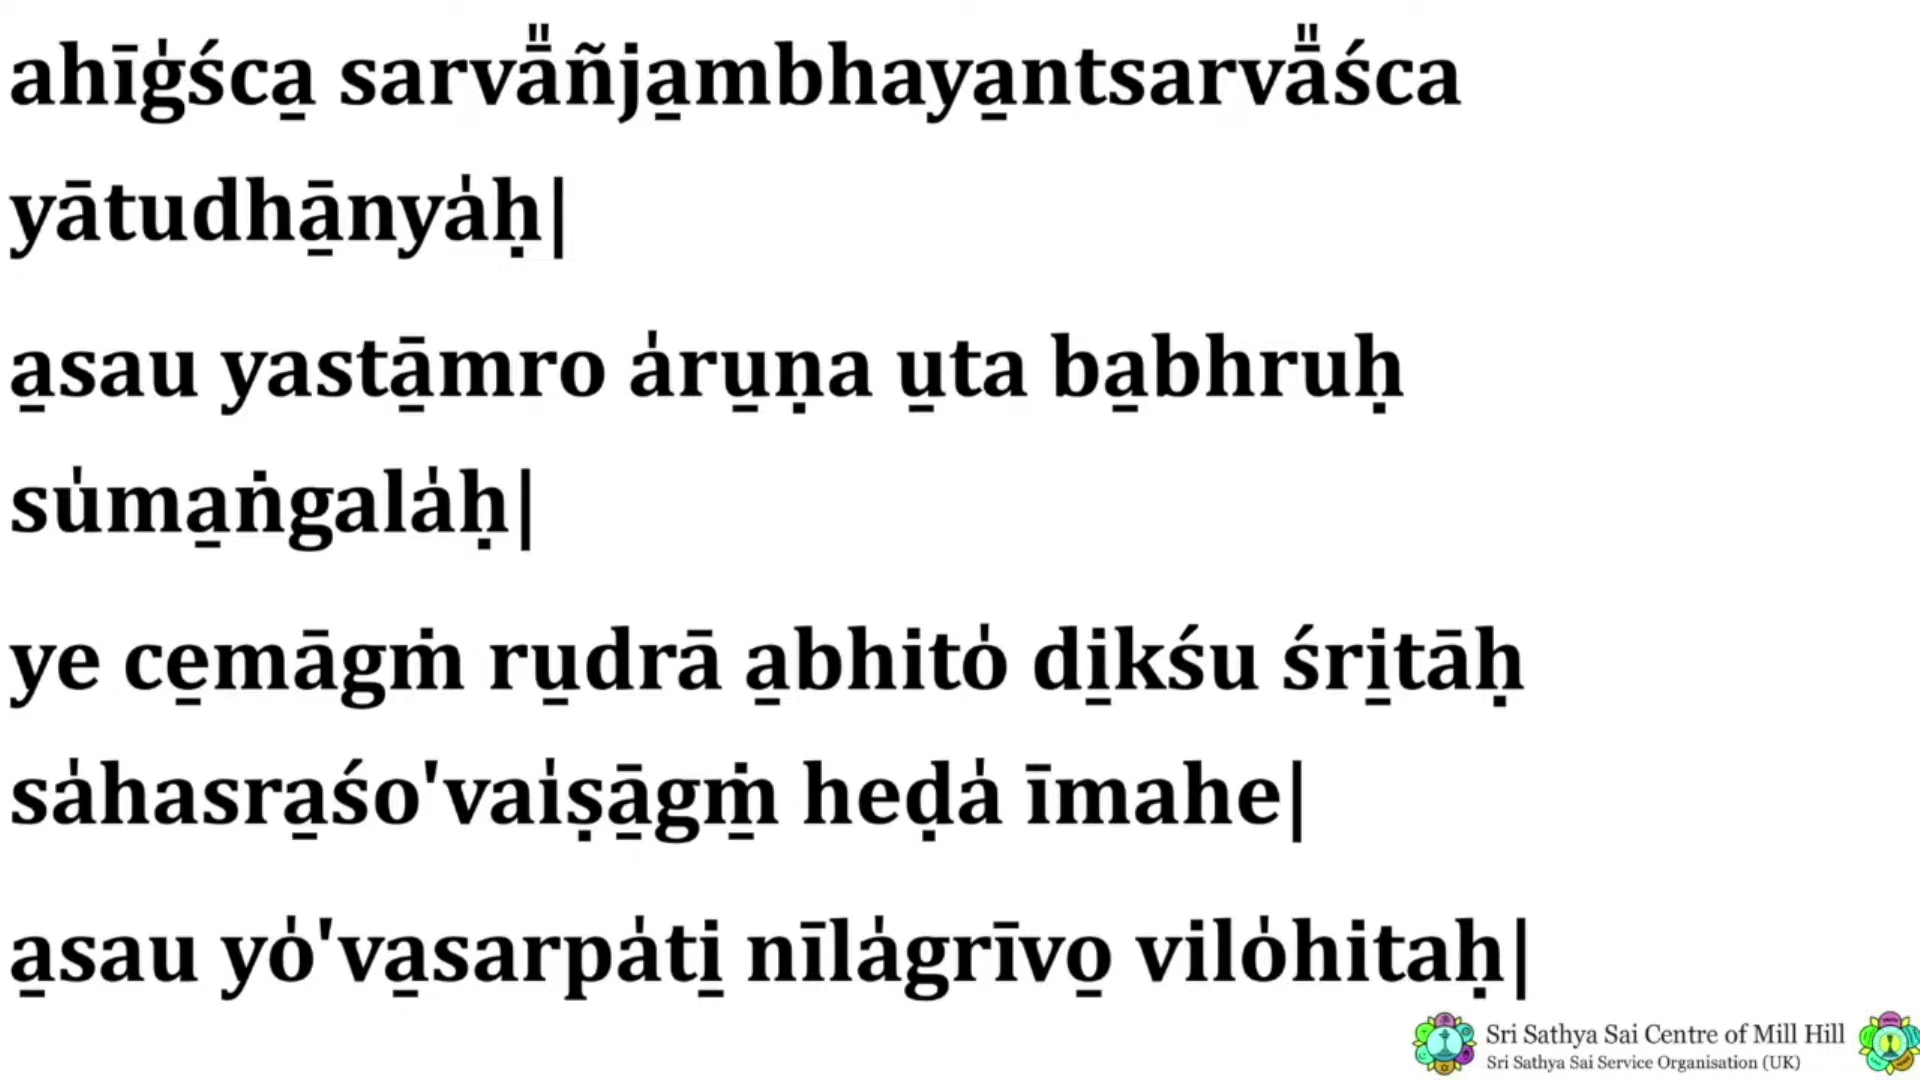 ahīg̍śca̱ sarvā̎ñja̱mbhaya̱ntsarvā̎śca
yātudhā̱nya̍ḥ|
a̱sau yastā̱mro a̍ru̱ṇa u̱ta ba̱bhruḥ
su̍ma̱ṅgala̍ḥ|
ye ce̱māgṁ ru̱drā a̱bhito̍ di̱kśu śri̱tāḥ
sa̍hasra̱śo'vai̍ṣā̱gṁ̱ heḍa̍ īmahe|
a̱sau yo̍'va̱sarpa̍ti̱ nīla̍grīvo̱ vilo̍hitaḥ|
Sri Sathya Sai Centre of Mill Hill
Sri Sathya Sai Service Organisation (UK)